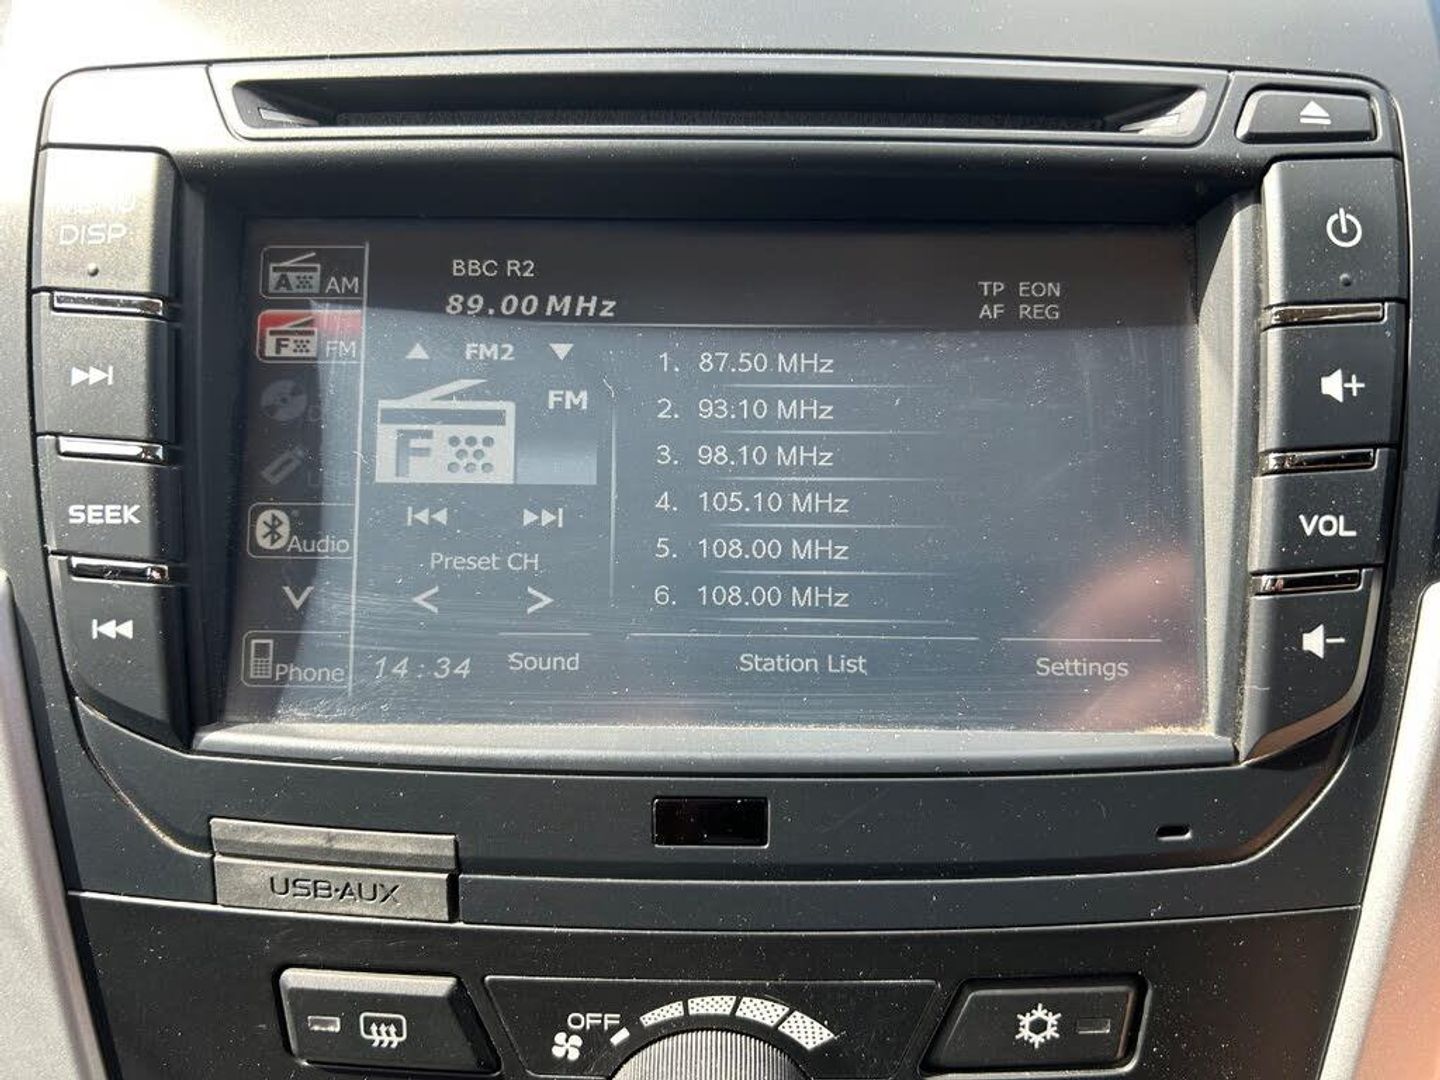 DISP
SEEK
AM
FM
Audio
Phone
BBC R2
89.00 MHz
TP EON
AF REG
FM2
FM
F
Preset CH
< >
14:34
1. 87.50 MHz
2. 93.10 MHz
3. 98.10 MHz
4. 105.10 MHz
5. 108.00 MHz
6. 108.00 MHz
Sound
Station List
Settings
VOL
USB·AUX
OFF